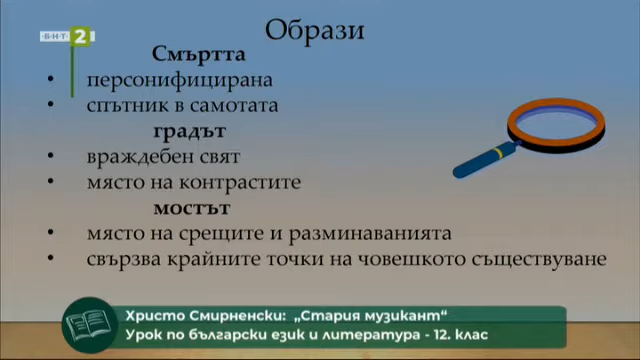 БНТ 2
Образи
Смъртта
• персонифицирана
• спътник в самотата
градът
• враждебен свят
• място на контрастите
мостът
• място на срещите и разминаванията
• свързва крайните точки на човешкото съществуване
Христо Смирненски: „Стария музикант“
Урок по български език и литература - 12. клас